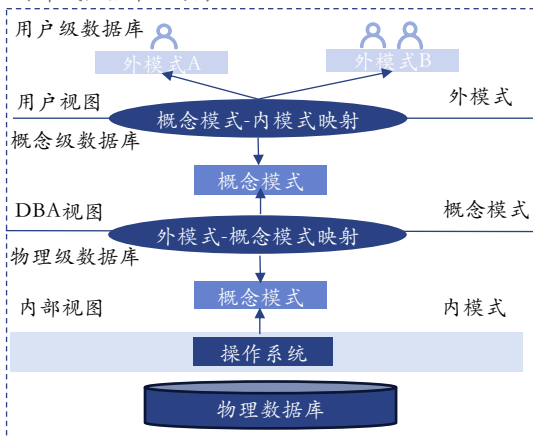 用户级数据库
外模式A
外模式B
用户视图
概念模式-内模式映射
外模式
概念级数据库
概念模式
DBA视图
概念模式
外模式-概念模式映射
物理级数据库
概念模式
内部视图
内模式
操作系统
物理数据库